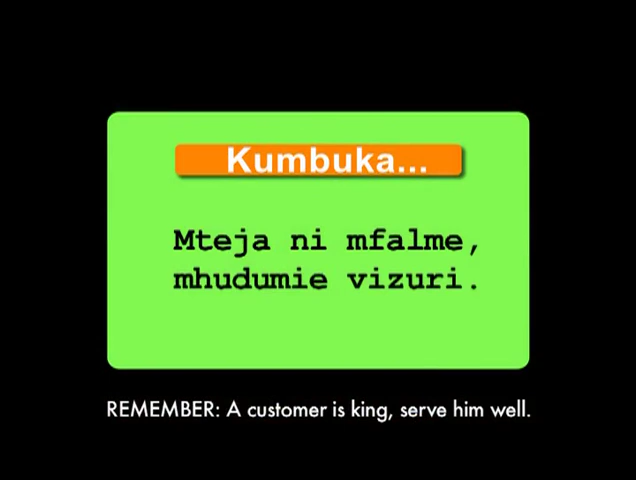 Kumbuka...
Mteja ni mfalme,
mhudumie vizuri.
REMEMBER: A customer is king, serve him well.